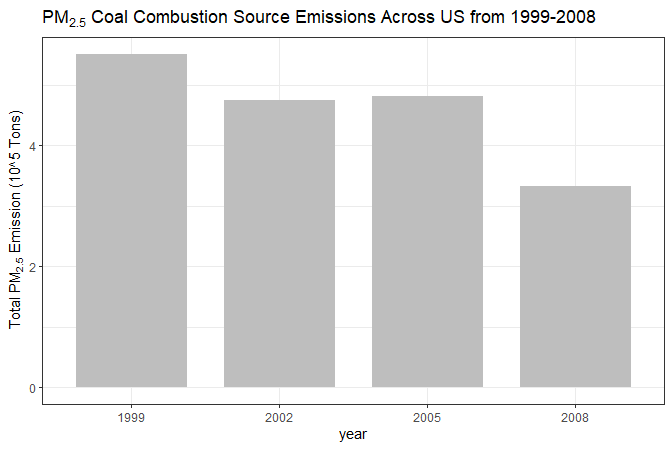 PM2.5 Coal Combustion Source Emissions Across US from 1999-2008
Total PM2.5 Emission (10^5 Tons)
4
2
0
1999 2002 2005 2008
year